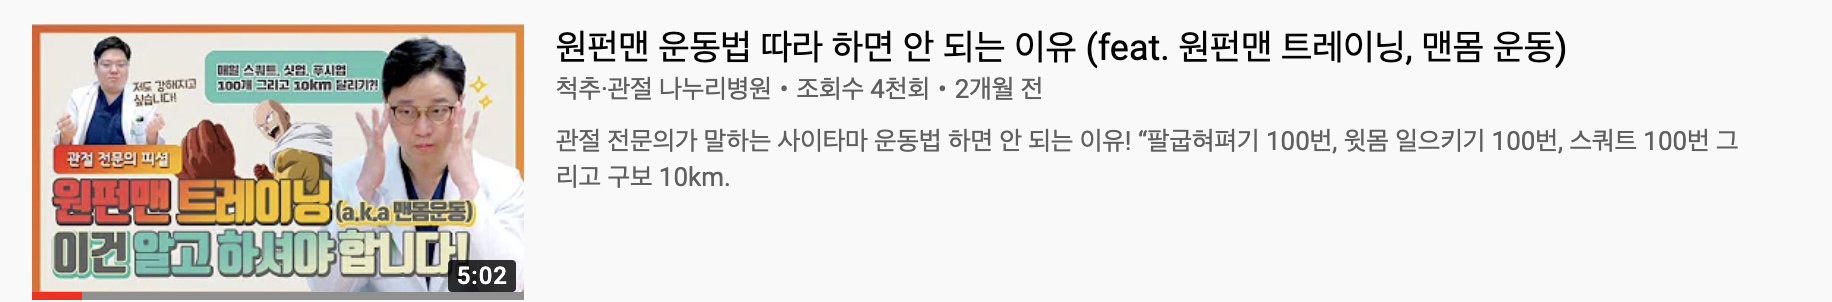 저도 강해지고
싶습니다!
매일 스쿼트, 싯업, 푸시업
100개 그리고 10km 달리기?!
관절 전문의 피셜
원펀맨 트레이닝 (a.k.a 맨몸운동)
이건 알고 하셔야 합니다!
5:02
원펀맨 운동법 따라 하면 안 되는 이유 (feat. 원펀맨 트레이닝, 맨몸 운동)
척추·관절 나누리병원 • 조회수 4천회 • 2개월 전
관절 전문의가 말하는 사이타마 운동법 하면 안 되는 이유! “팔굽혀펴기 100번, 윗몸 일으키기 100번, 스쿼트 100번 그
리고 구보 10km.